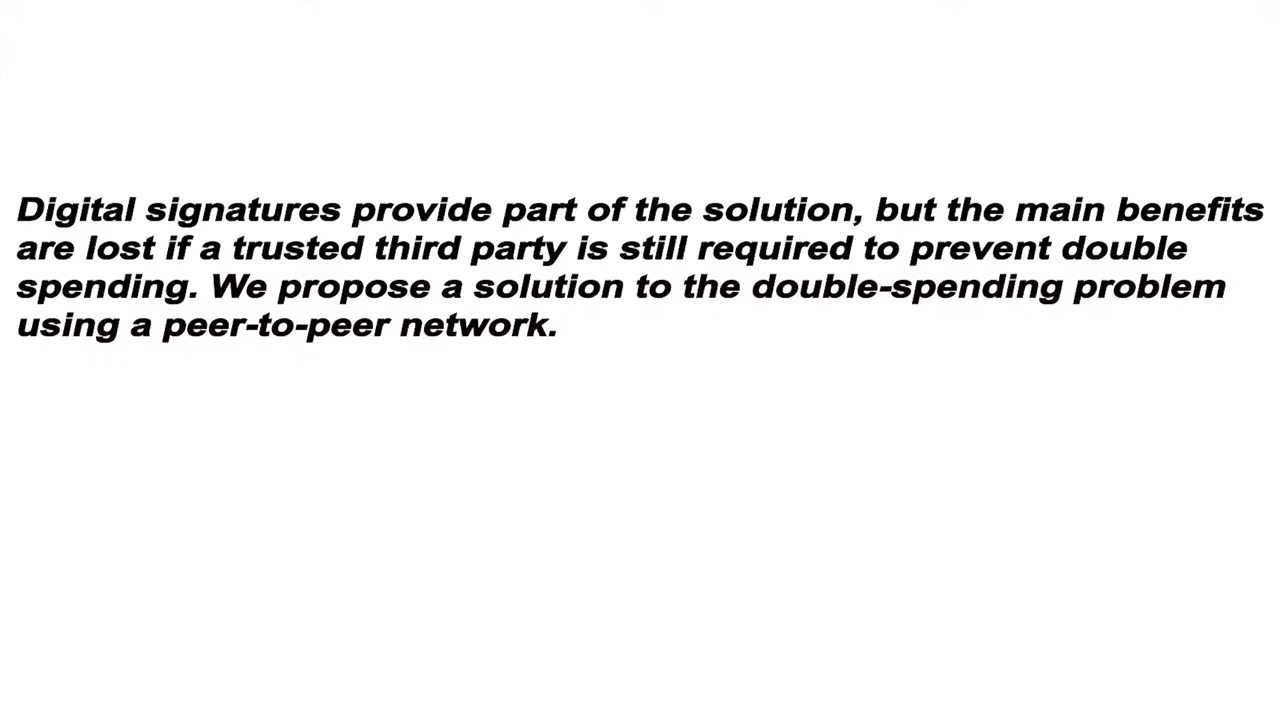 Digital signatures provide part of the solution, but the main benefits
are lost if a trusted third party is still required to prevent double
spending. We propose a solution to the double-spending problem
using a peer-to-peer network.